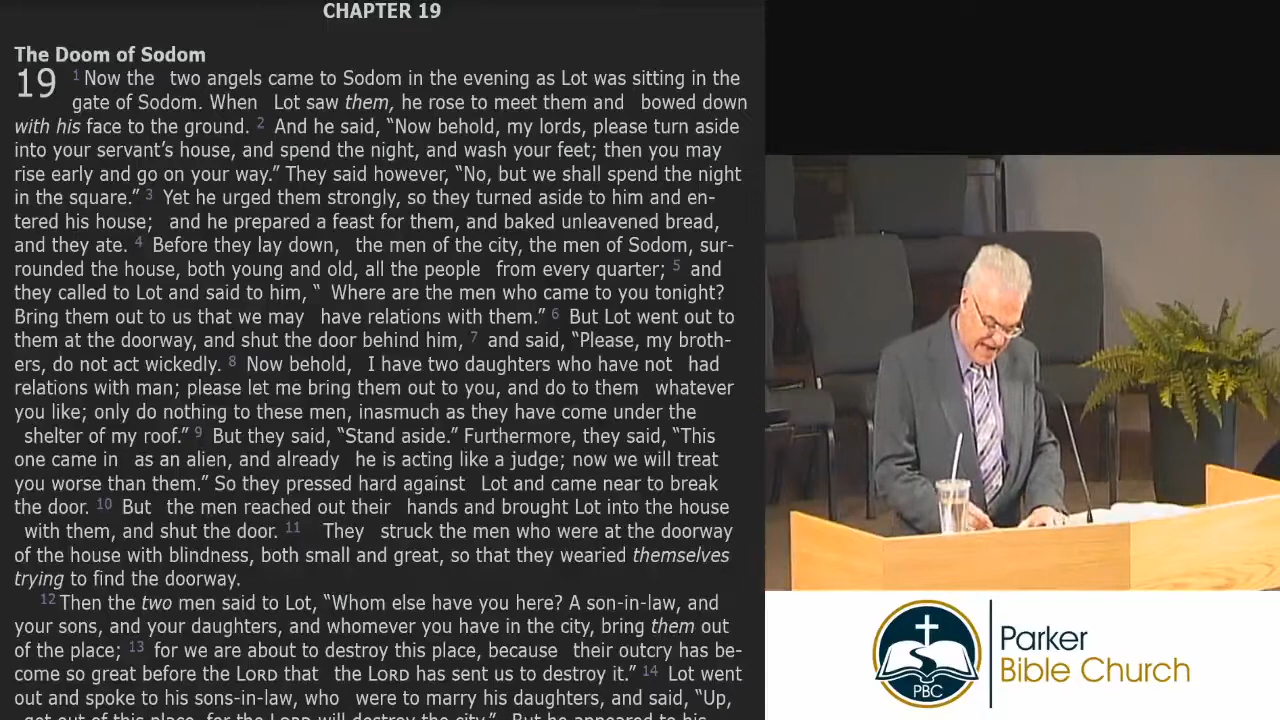 CHAPTER 19
The Doom of Sodom
19 1 Now the two angels came to Sodom in the evening as Lot was sitting in the
gate of Sodom. When Lot saw them, he rose to meet them and bowed down
with his face to the ground. 2 And he said, “Now behold, my lords, please turn aside
into your servant’s house, and spend the night, and wash your feet; then you may
rise early and go on your way.” They said however, “No, but we shall spend the night
in the square.” 3 Yet he urged them strongly, so they turned aside to him and en-
tered his house; and he prepared a feast for them, and baked unleavened bread,
and they ate. 4 Before they lay down, the men of the city, the men of Sodom, sur-
rounded the house, both young and old, all the people from every quarter; 5 and
they called to Lot and said to him, “ Where are the men who came to you tonight?
Bring them out to us that we may have relations with them.” 6 But Lot went out to
them at the doorway, and shut the door behind him, 7 and said, “Please, my broth-
ers, do not act wickedly. 8 Now behold, I have two daughters who have not had
relations with man; please let me bring them out to you, and do to them whatever
you like; only do nothing to these men, inasmuch as they have come under the
shelter of my roof.” 9 But they said, “Stand aside.” Furthermore, they said, “This
one came in as an alien, and already he is acting like a judge; now we will treat
you worse than them.” So they pressed hard against Lot and came near to break
the door. 10 But the men reached out their hands and brought Lot into the house
with them, and shut the door. 11 They struck the men who were at the doorway
of the house with blindness, both small and great, so that they wearied themselves
trying to find the doorway.
12 Then the two men said to Lot, “Whom else have you here? A son-in-law, and
your sons, and your daughters, and whomever you have in the city, bring them out
of the place; 13 for we are about to destroy this place, because their outcry has be-
come so great before the LORD that the LORD has sent us to destroy it.” 14 Lot went
out and spoke to his sons-in-law, who were to marry his daughters, and said, “Up,
get out of this place, for the LORD will destroy the city.” But he appeared to his
PBC
Parker
Bible Church